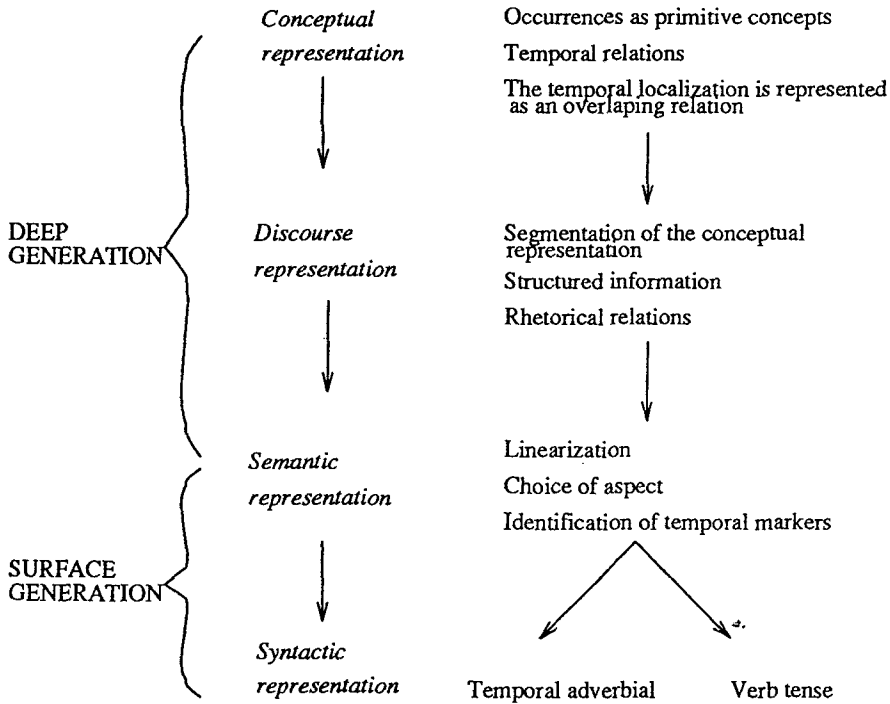 Conceptual
representation
Occurrences as primitive concepts
Temporal relations
The temporal localization is represented
as an overlaping relation
DEEP
GENERATION
Discourse
representation
Segmentation of the conceptual
representation
Structured information
Rhetorical relations
Semantic
representation
Linearization
Choice of aspect
Identification of temporal markers
SURFACE
GENERATION
Syntactic
representation
Temporal adverbial
Verb tense